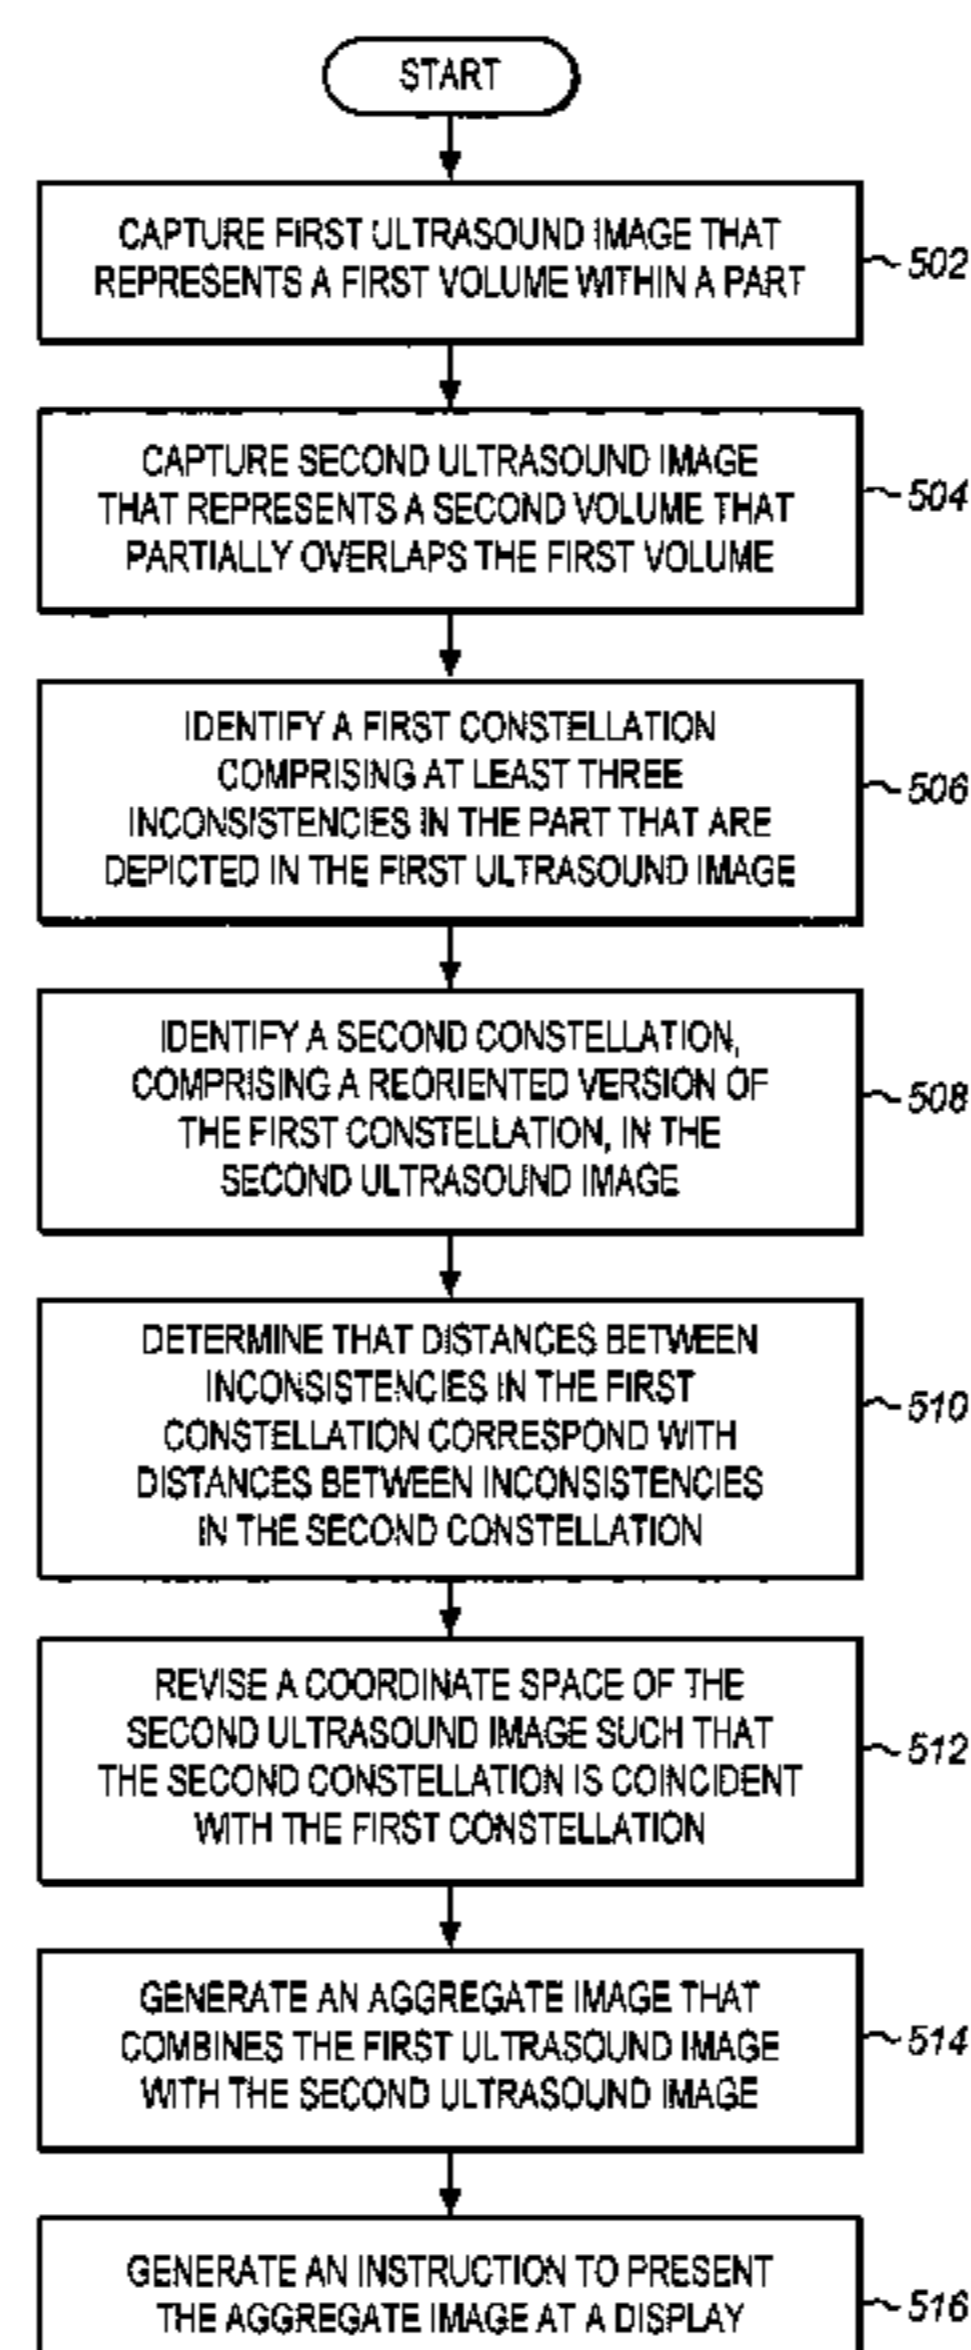 START
CAPTURE FIRST ULTRASOUND IMAGE THAT
REPRESENTS A FIRST VOLUME WITHIN A PART
502
CAPTURE SECOND ULTRASOUND IMAGE
THAT REPRESENTS A SECOND VOLUME THAT
PARTIALLY OVERLAPS THE FIRST VOLUME
504
IDENTIFY A FIRST CONSTELLATION
COMPRISING AT LEAST THREE
INCONSISTENCIES IN THE PART THAT ARE
DEPICTED IN THE FIRST ULTRASOUND IMAGE
506
IDENTIFY A SECOND CONSTELLATION,
COMPRISING A REORIENTED VERSION OF
THE FIRST CONSTELLATION, IN THE
SECOND ULTRASOUND IMAGE
508
DETERMINE THAT DISTANCES BETWEEN
INCONSISTENCIES IN THE FIRST
CONSTELLATION CORRESPOND WITH
DISTANCES BETWEEN INCONSISTENCIES
IN THE SECOND CONSTELLATION
510
REVISE A COORDINATE SPACE OF THE
SECOND ULTRASOUND IMAGE SUCH THAT
THE SECOND CONSTELLATION IS COINCIDENT
WITH THE FIRST CONSTELLATION
512
GENERATE AN AGGREGATE IMAGE THAT
COMBINES THE FIRST ULTRASOUND IMAGE
WITH THE SECOND ULTRASOUND IMAGE
514
GENERATE AN INSTRUCTION TO PRESENT
THE AGGREGATE IMAGE AT A DISPLAY
516